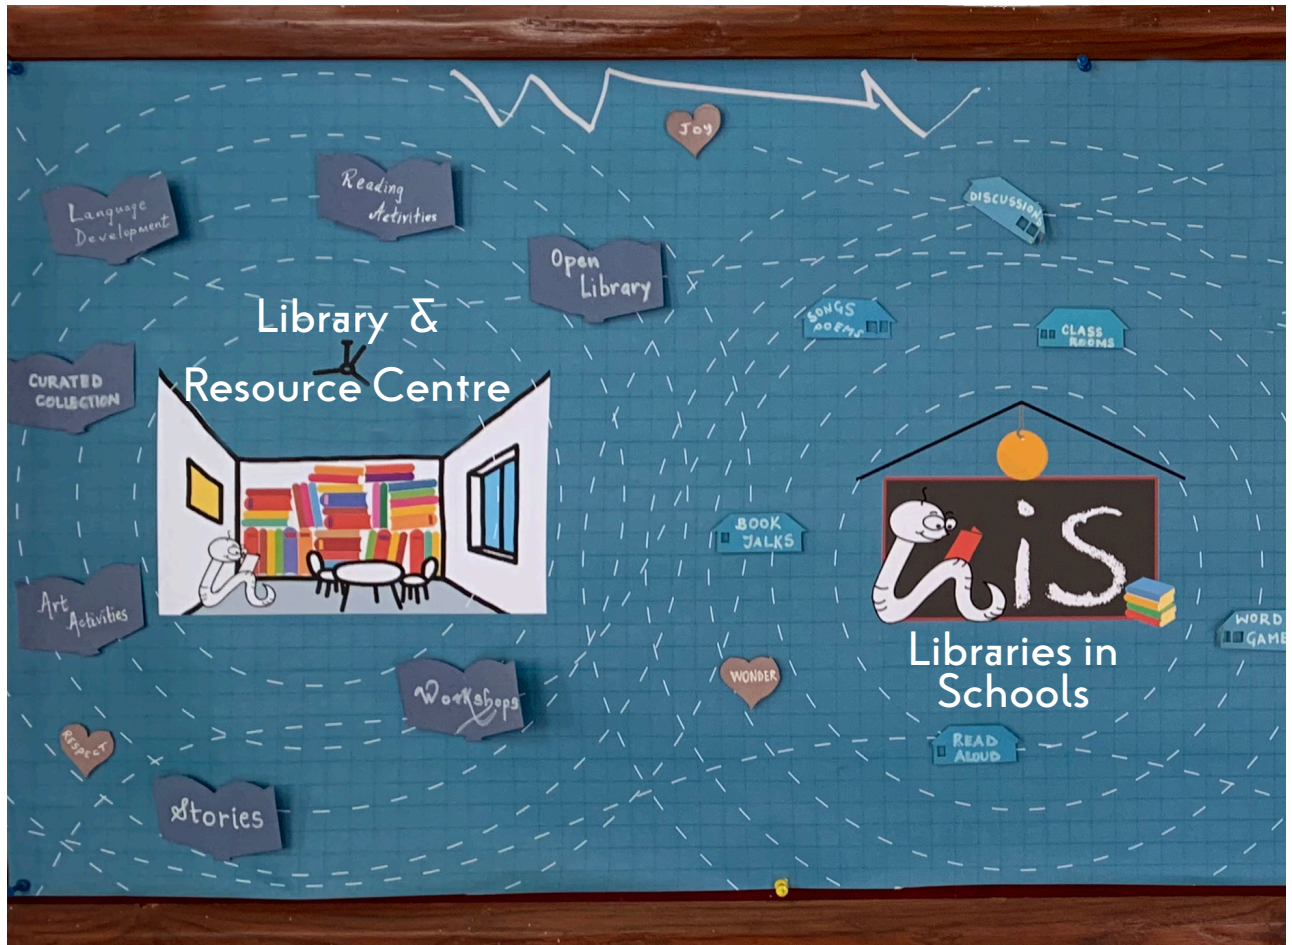 JOY
Language
Development
Reading
Activities
DISCUSSION
Open
Library
SONGS
POEMS
CLASS
ROOMS
Library &
Resource Centre
CURATED
COLLECTION
iS
BOOK
TALKS
Art
Activities
WORD
GAME
Libraries in
Schools
WONDER
Workshops
RESPECT
READ
ALOUD
Stories